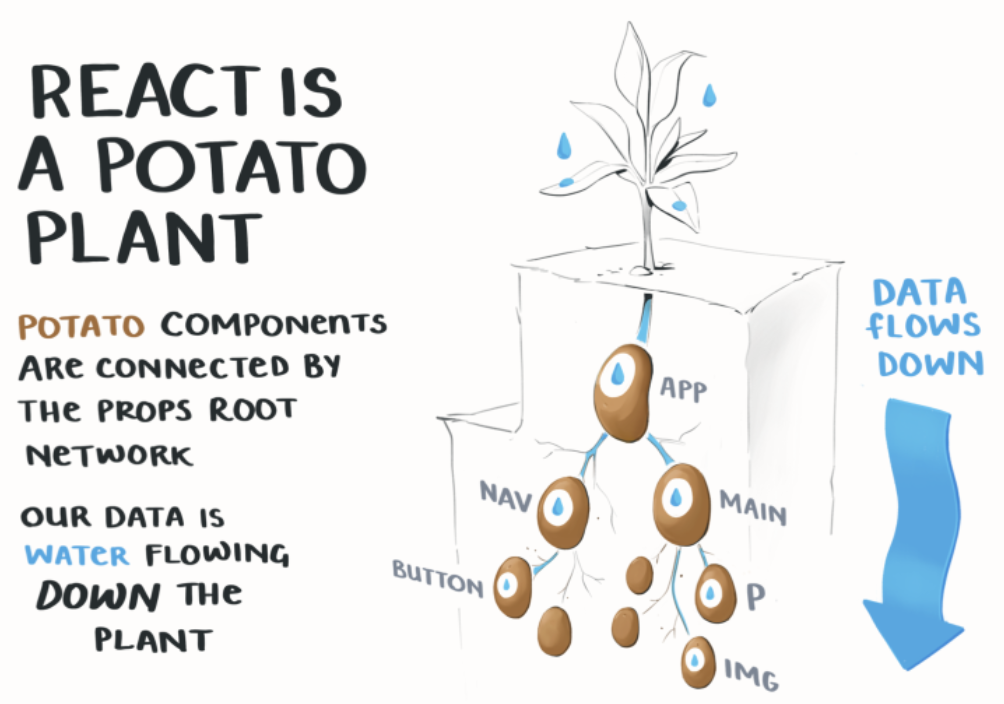 REACT IS
A POTATO
PLANT
POTATO COMPONENTS
ARE CONNECTED BY
THE PROPS ROOT
NETWORK
OUR DATA IS
WATER FLOWING
DOWN THE
PLANT
APP
NAV
MAIN
BUTTON
P
IMG
DATA
FLOWS
DOWN